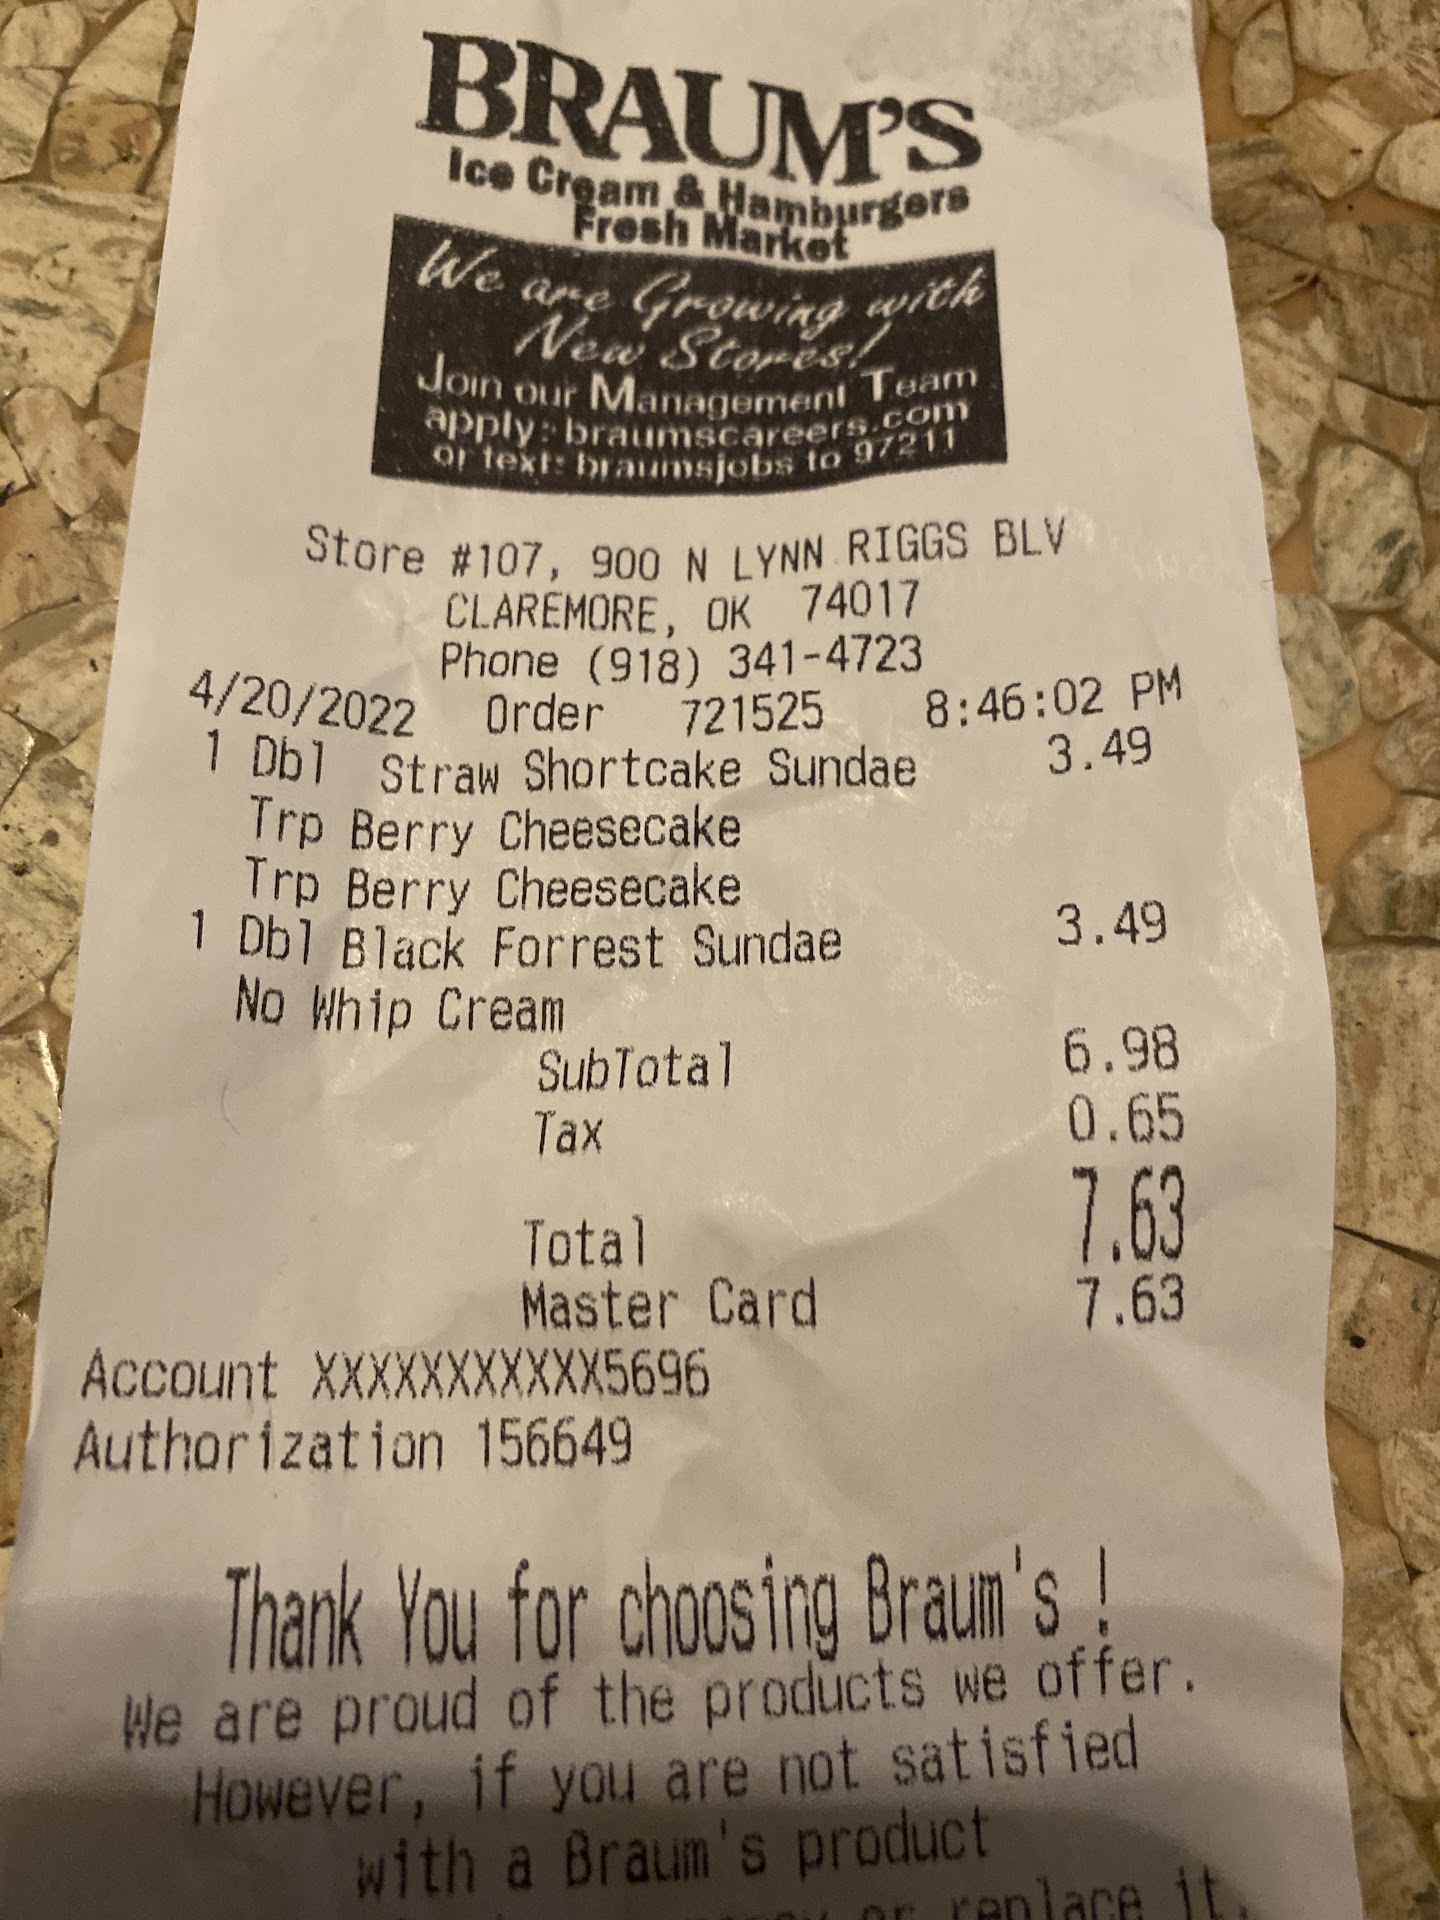 BRAUM'S
Ice Cream & Hamburgers
Fresh Market
We are Growing with
New Stores!
Join our Management Team
apply: braumscareers.com
or text: braumsjobs to 97211
Store #107, 900 N LYNN RIGGS BLV
CLAREMORE, OK 74017
Phone (918) 341-4723
4/20/2022 Order 721525 8:46:02 PM
1 Dbl Straw Shortcake Sundae 3.49
Trp Berry Cheesecake
Trp Berry Cheesecake
1 Dbl Black Forrest Sundae 3.49
No Whip Cream
SubTotal 6.98
Tax 0.65
Total 7.63
Master Card 7.63
Account XXXXXXXXXXX5696
Authorization 156649
Thank You for choosing Braum's !
We are proud of the products we offer.
However, if you are not satisfied
with a Braum's product
or replace it.